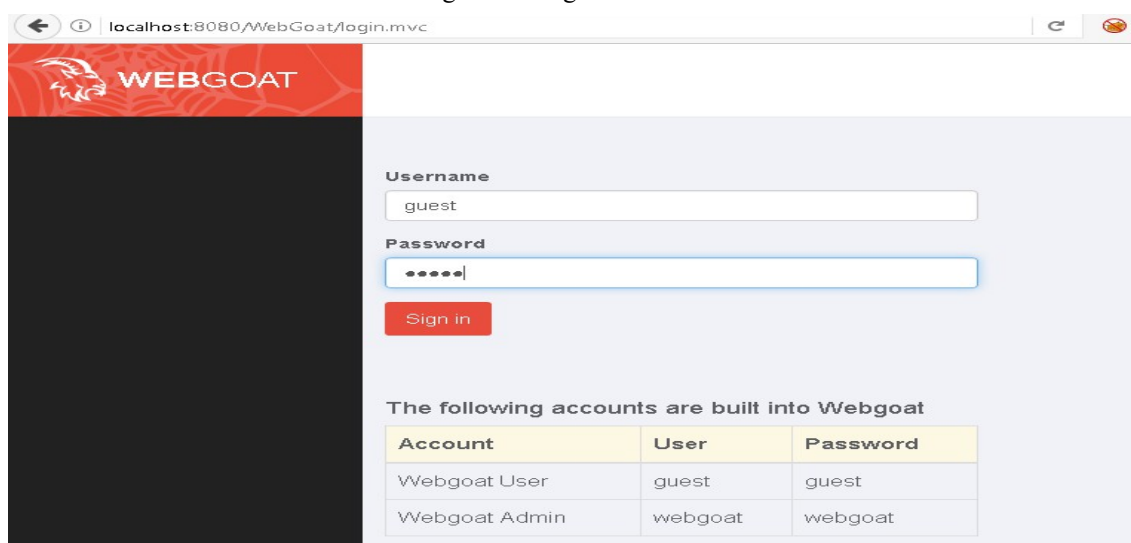 localhost:8080/WebGoat/login.mvc
WEBGOAT
Username
guest
Password
Sign in
The following accounts are built into Webgoat
Account User Password
Webgoat User guest guest
Webgoat Admin webgoat webgoat